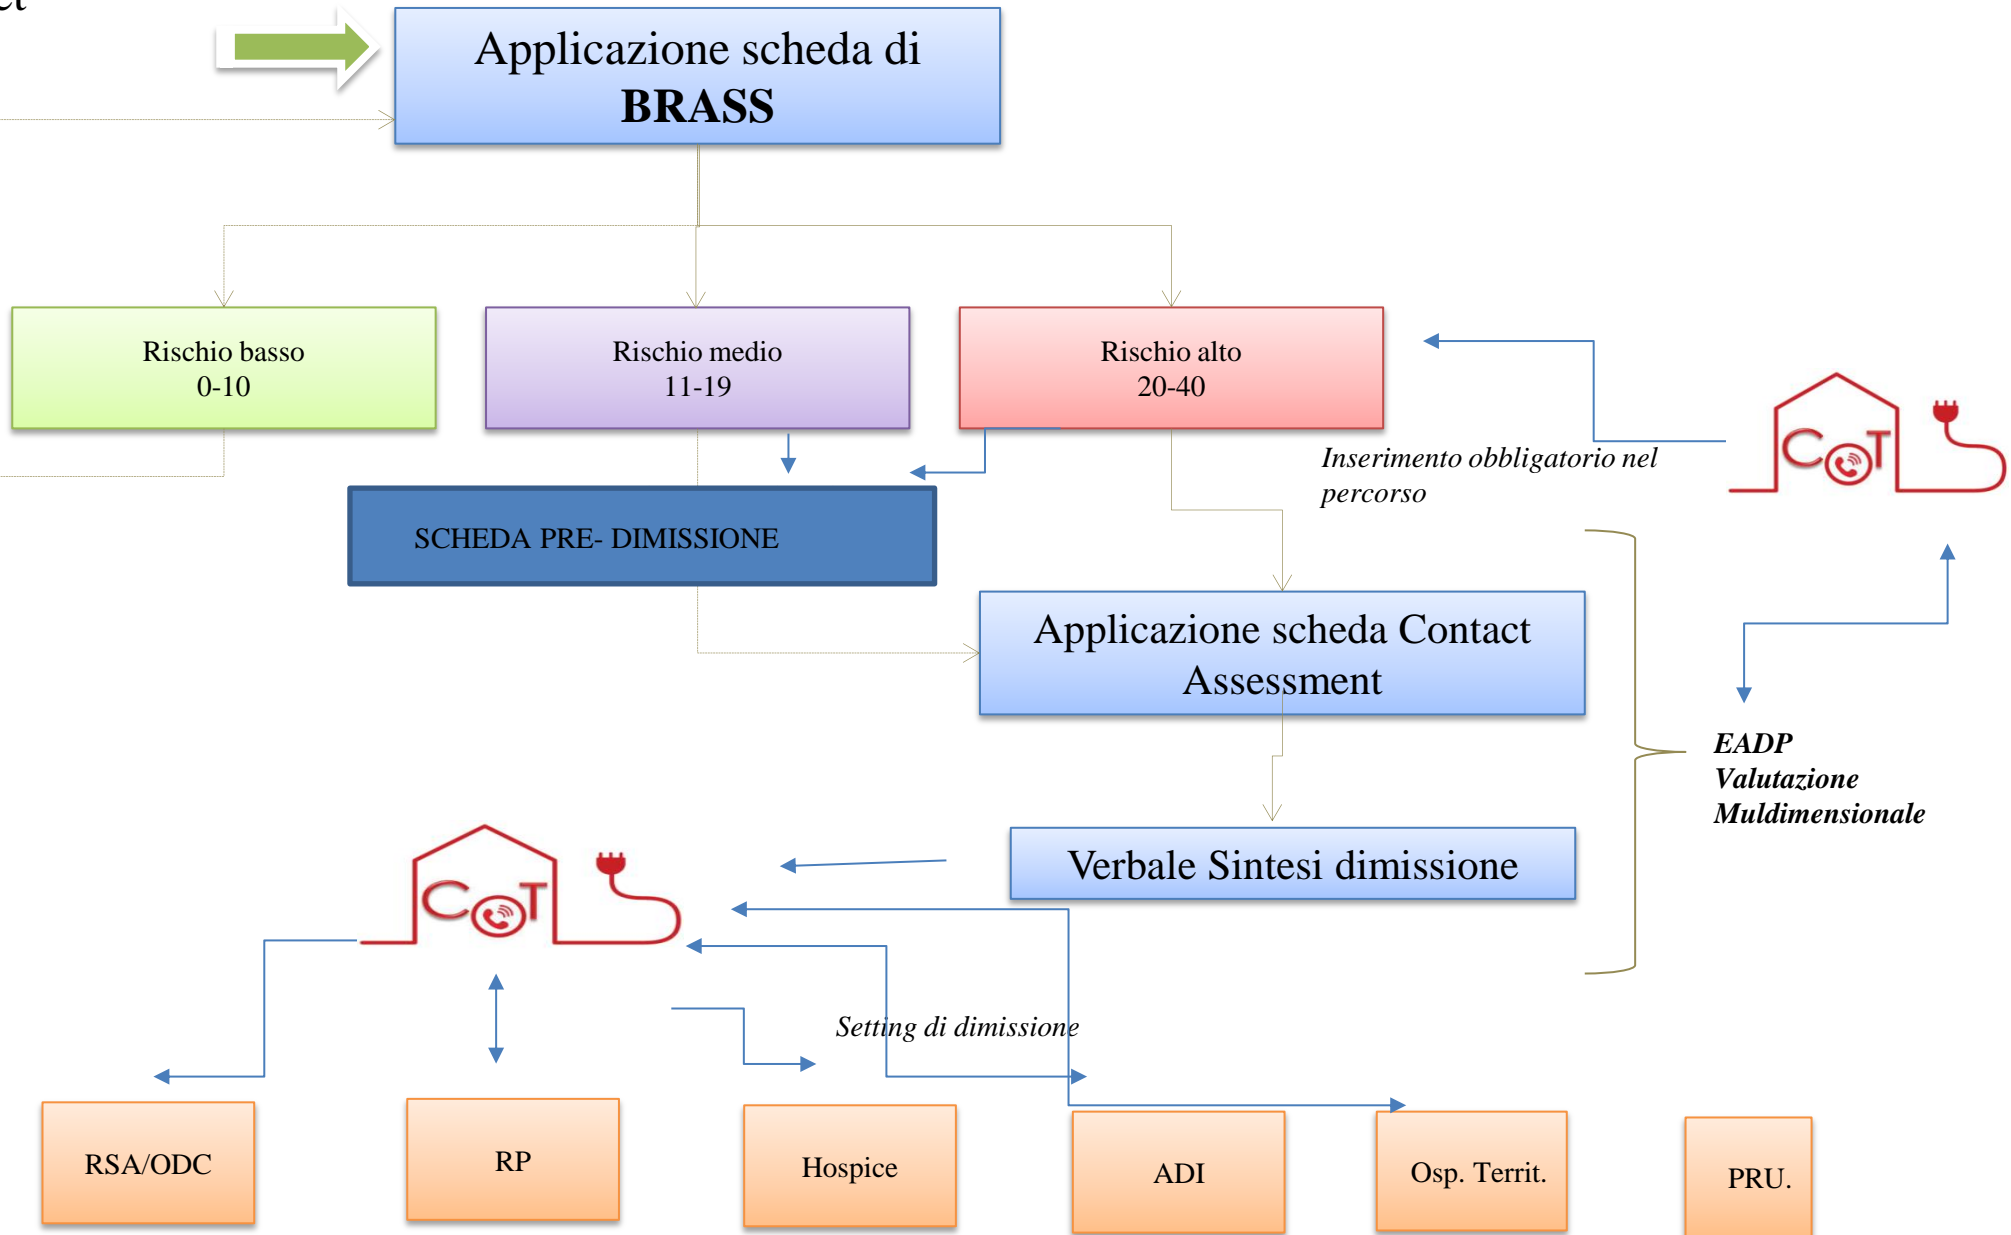 Applicazione scheda di
BRASS
Rischio basso
0-10
Rischio medio
11-19
Rischio alto
20-40
Inserimento obbligatorio nel
percorso
COT
SCHEDA PRE- DIMISSIONE
Applicazione scheda Contact
Assessment
EADP
Valutazione
Muldimensionale
Verbale Sintesi dimissione
COT
Setting di dimissione
RSA/ODC
RP
Hospice
ADI
Osp. Territ.
PRU.